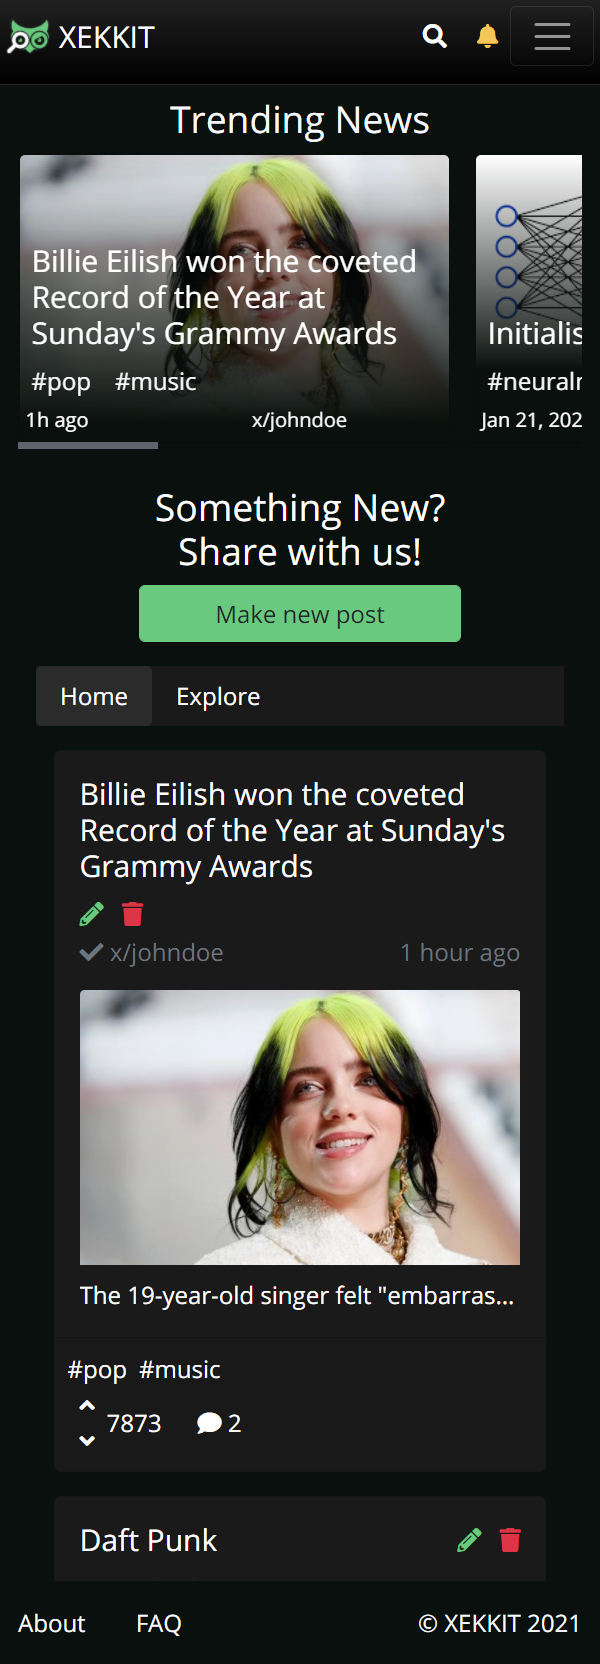 XEKKIT
Trending News
Billie Eilish won the coveted
Record of the Year at
Sunday's Grammy Awards
#pop #music
1h ago x/johndoe
Initialis
#neuralr
Jan 21, 202
Something New?
Share with us!
Make new post
Home Explore
Billie Eilish won the coveted
Record of the Year at Sunday's
Grammy Awards
x/johndoe 1 hour ago
The 19-year-old singer felt "embarras...
#pop #music
7873 2
Daft Punk
About FAQ © XEKKIT 2021